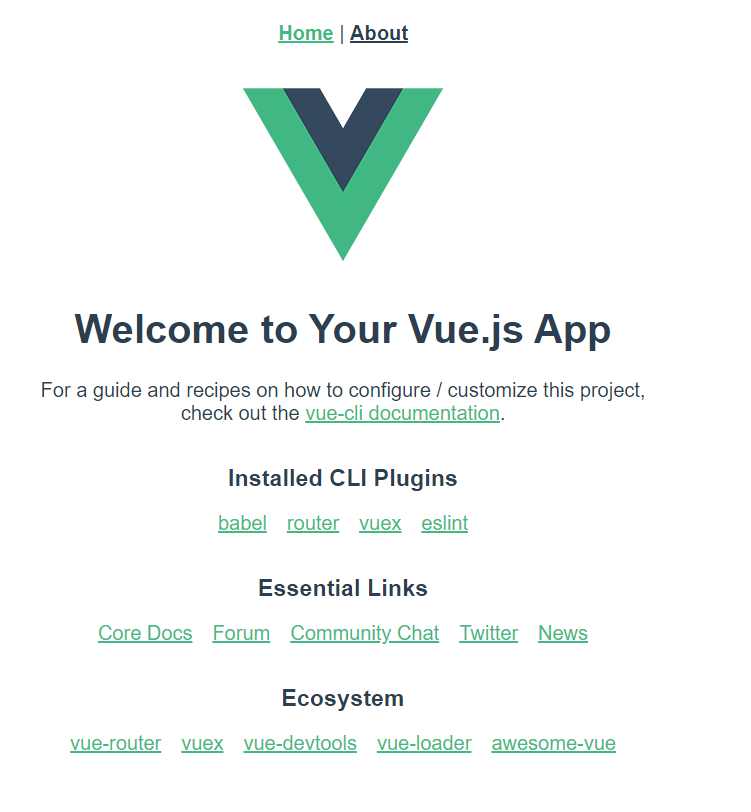 Home | About
Welcome to Your Vue.js App
For a guide and recipes on how to configure / customize this project,
check out the vue-cli documentation.
Installed CLI Plugins
babel router vuex eslint
Essential Links
Core Docs Forum Community Chat Twitter News
Ecosystem
vue-router vuex vue-devtools vue-loader awesome-vue